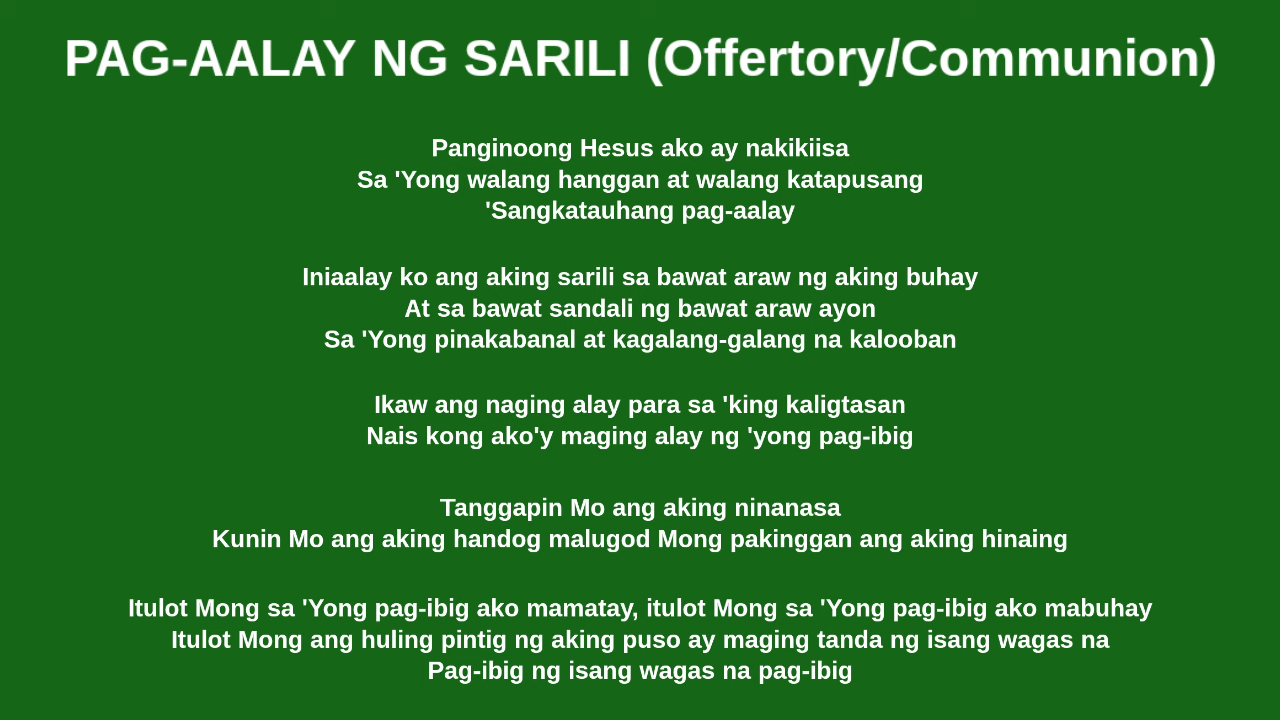 PAG-AALAY NG SARILI (Offertory/Communion)
Panginoong Hesus ako ay nakikiisa
Sa 'Yong walang hanggan at walang katapusang
'Sangkatauhang pag-aalay
Iniaalay ko ang aking sarili sa bawat araw ng aking buhay
At sa bawat sandali ng bawat araw ayon
Sa 'Yong pinakabanal at kagalang-galang na kalooban
Ikaw ang naging alay para sa 'king kaligtasan
Nais kong ako'y maging alay ng 'yong pag-ibig
Tanggapin Mo ang aking ninanasa
Kunin Mo ang aking handog malugod Mong pakinggan ang aking hinaing
Itulot Mong sa 'Yong pag-ibig ako mamatay, itulot Mong sa 'Yong pag-ibig ako mabuhay
Itulot Mong ang huling pintig ng aking puso ay maging tanda ng isang wagas na
Pag-ibig ng isang wagas na pag-ibig